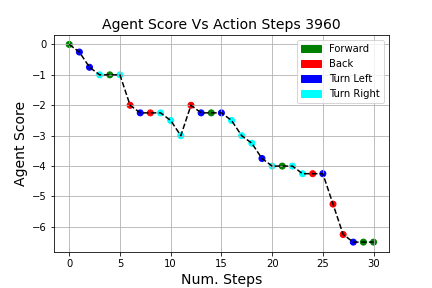 Agent Score Vs Action Steps 3960
Forward
Back
Turn Left
Turn Right
Agent Score
0
−1
−2
−3
−4
−5
−6
0 5 10 15 20 25 30
Num. Steps